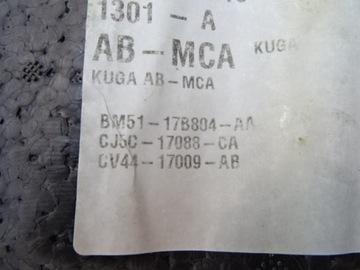 1301-A
AB-MCA KUGA
KUGA AB-MCA
BM51-17B804-AA
CJ5C-17088-CA
CV44-17009-AB